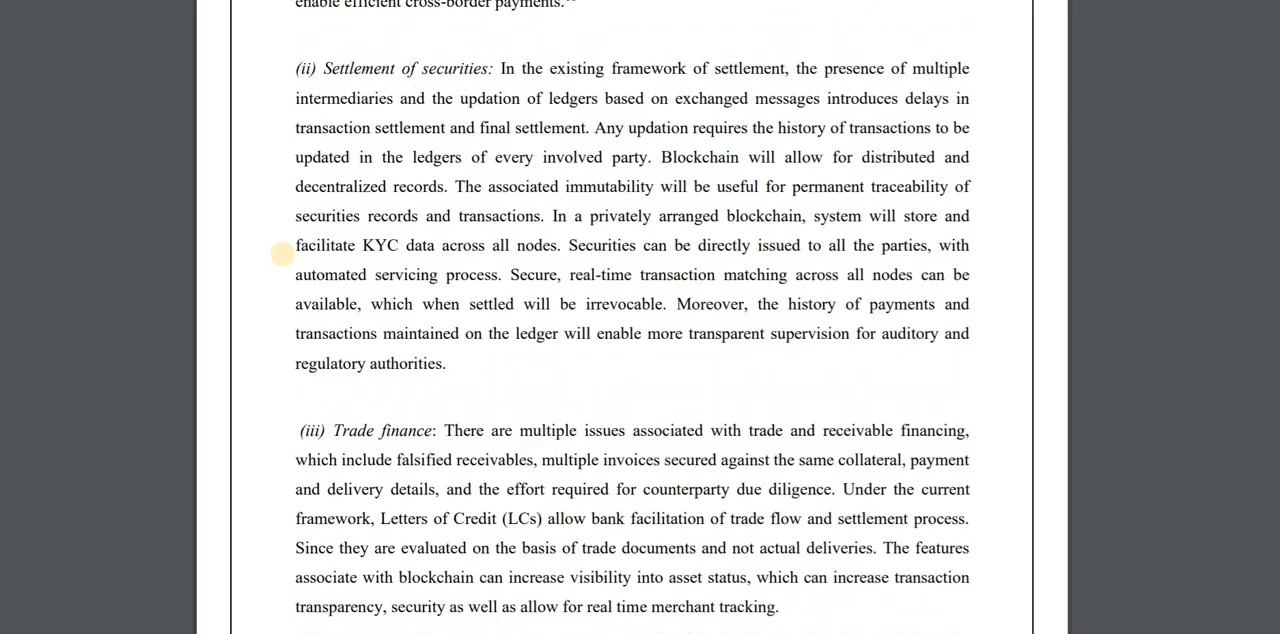 enable efficient cross-border payments.
(ii) Settlement of securities: In the existing framework of settlement, the presence of multiple
intermediaries and the updation of ledgers based on exchanged messages introduces delays in
transaction settlement and final settlement. Any updation requires the history of transactions to be
updated in the ledgers of every involved party. Blockchain will allow for distributed and
decentralized records. The associated immutability will be useful for permanent traceability of
securities records and transactions. In a privately arranged blockchain, system will store and
facilitate KYC data across all nodes. Securities can be directly issued to all the parties, with
automated servicing process. Secure, real-time transaction matching across all nodes can be
available, which when settled will be irrevocable. Moreover, the history of payments and
transactions maintained on the ledger will enable more transparent supervision for auditory and
regulatory authorities.
(iii) Trade finance: There are multiple issues associated with trade and receivable financing,
which include falsified receivables, multiple invoices secured against the same collateral, payment
and delivery details, and the effort required for counterparty due diligence. Under the current
framework, Letters of Credit (LCs) allow bank facilitation of trade flow and settlement process.
Since they are evaluated on the basis of trade documents and not actual deliveries. The features
associate with blockchain can increase visibility into asset status, which can increase transaction
transparency, security as well as allow for real time merchant tracking.